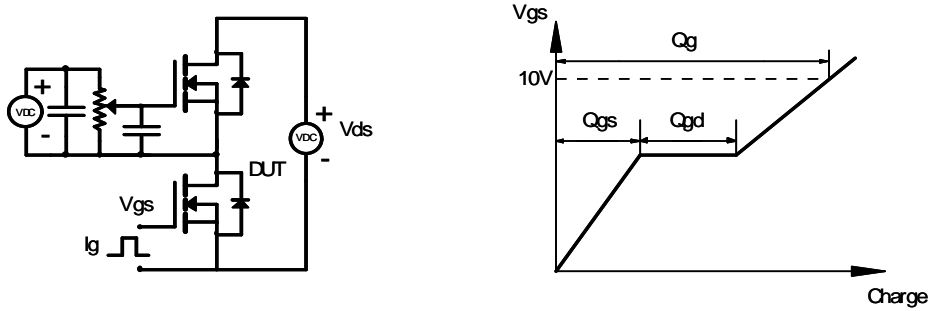 +
VDC
-
+
VDC
-
Vds
DUT
Vgs
Ig
Vgs
Qg
10V
Qgs
Qgd
Charge